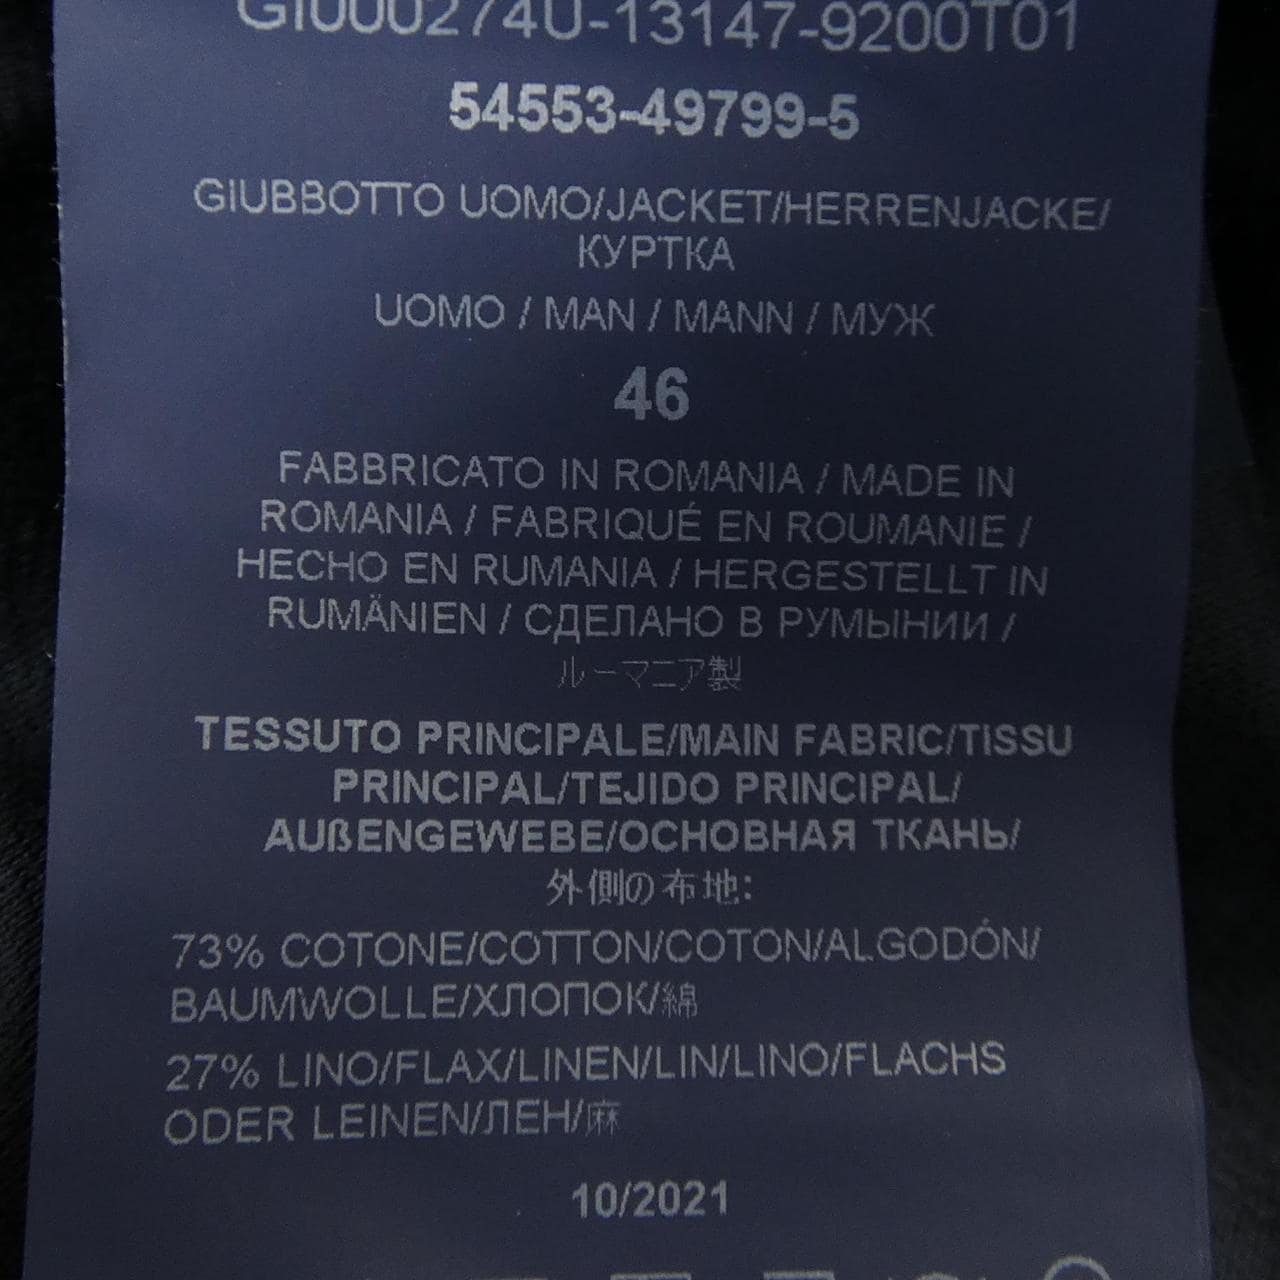 GIU000274U-13147-9200T01
54553-49799-5
GIUBBOTTO UOMO/JACKET/HERRENJACKE/
КУРТКА
UOMO / MAN / MANN / МУЖ
46
FABBRICATO IN ROMANIA / MADE IN
ROMANIA / FABRIQUÉ EN ROUMANIE /
HECHO EN RUMANIA / HERGESTELLT IN
RUMÄNIEN / СДЕЛАНО В РУМЫНИИ /
ルーマニア製
TESSUTO PRINCIPALE/MAIN FABRIC/TISSU
PRINCIPAL/TEJIDO PRINCIPAL/
AUßENGEWEBE/ОСНОВНАЯ ТКАНЬ/
外側の布地:
73% COTONE/COTTON/COTON/ALGODÓN/
BAUMWOLLE/ХЛОПОК/綿
27% LINO/FLAX/LINEN/LIN/LINO/FLACHS
ODER LEINEN/ЛЕН/麻
10/2021